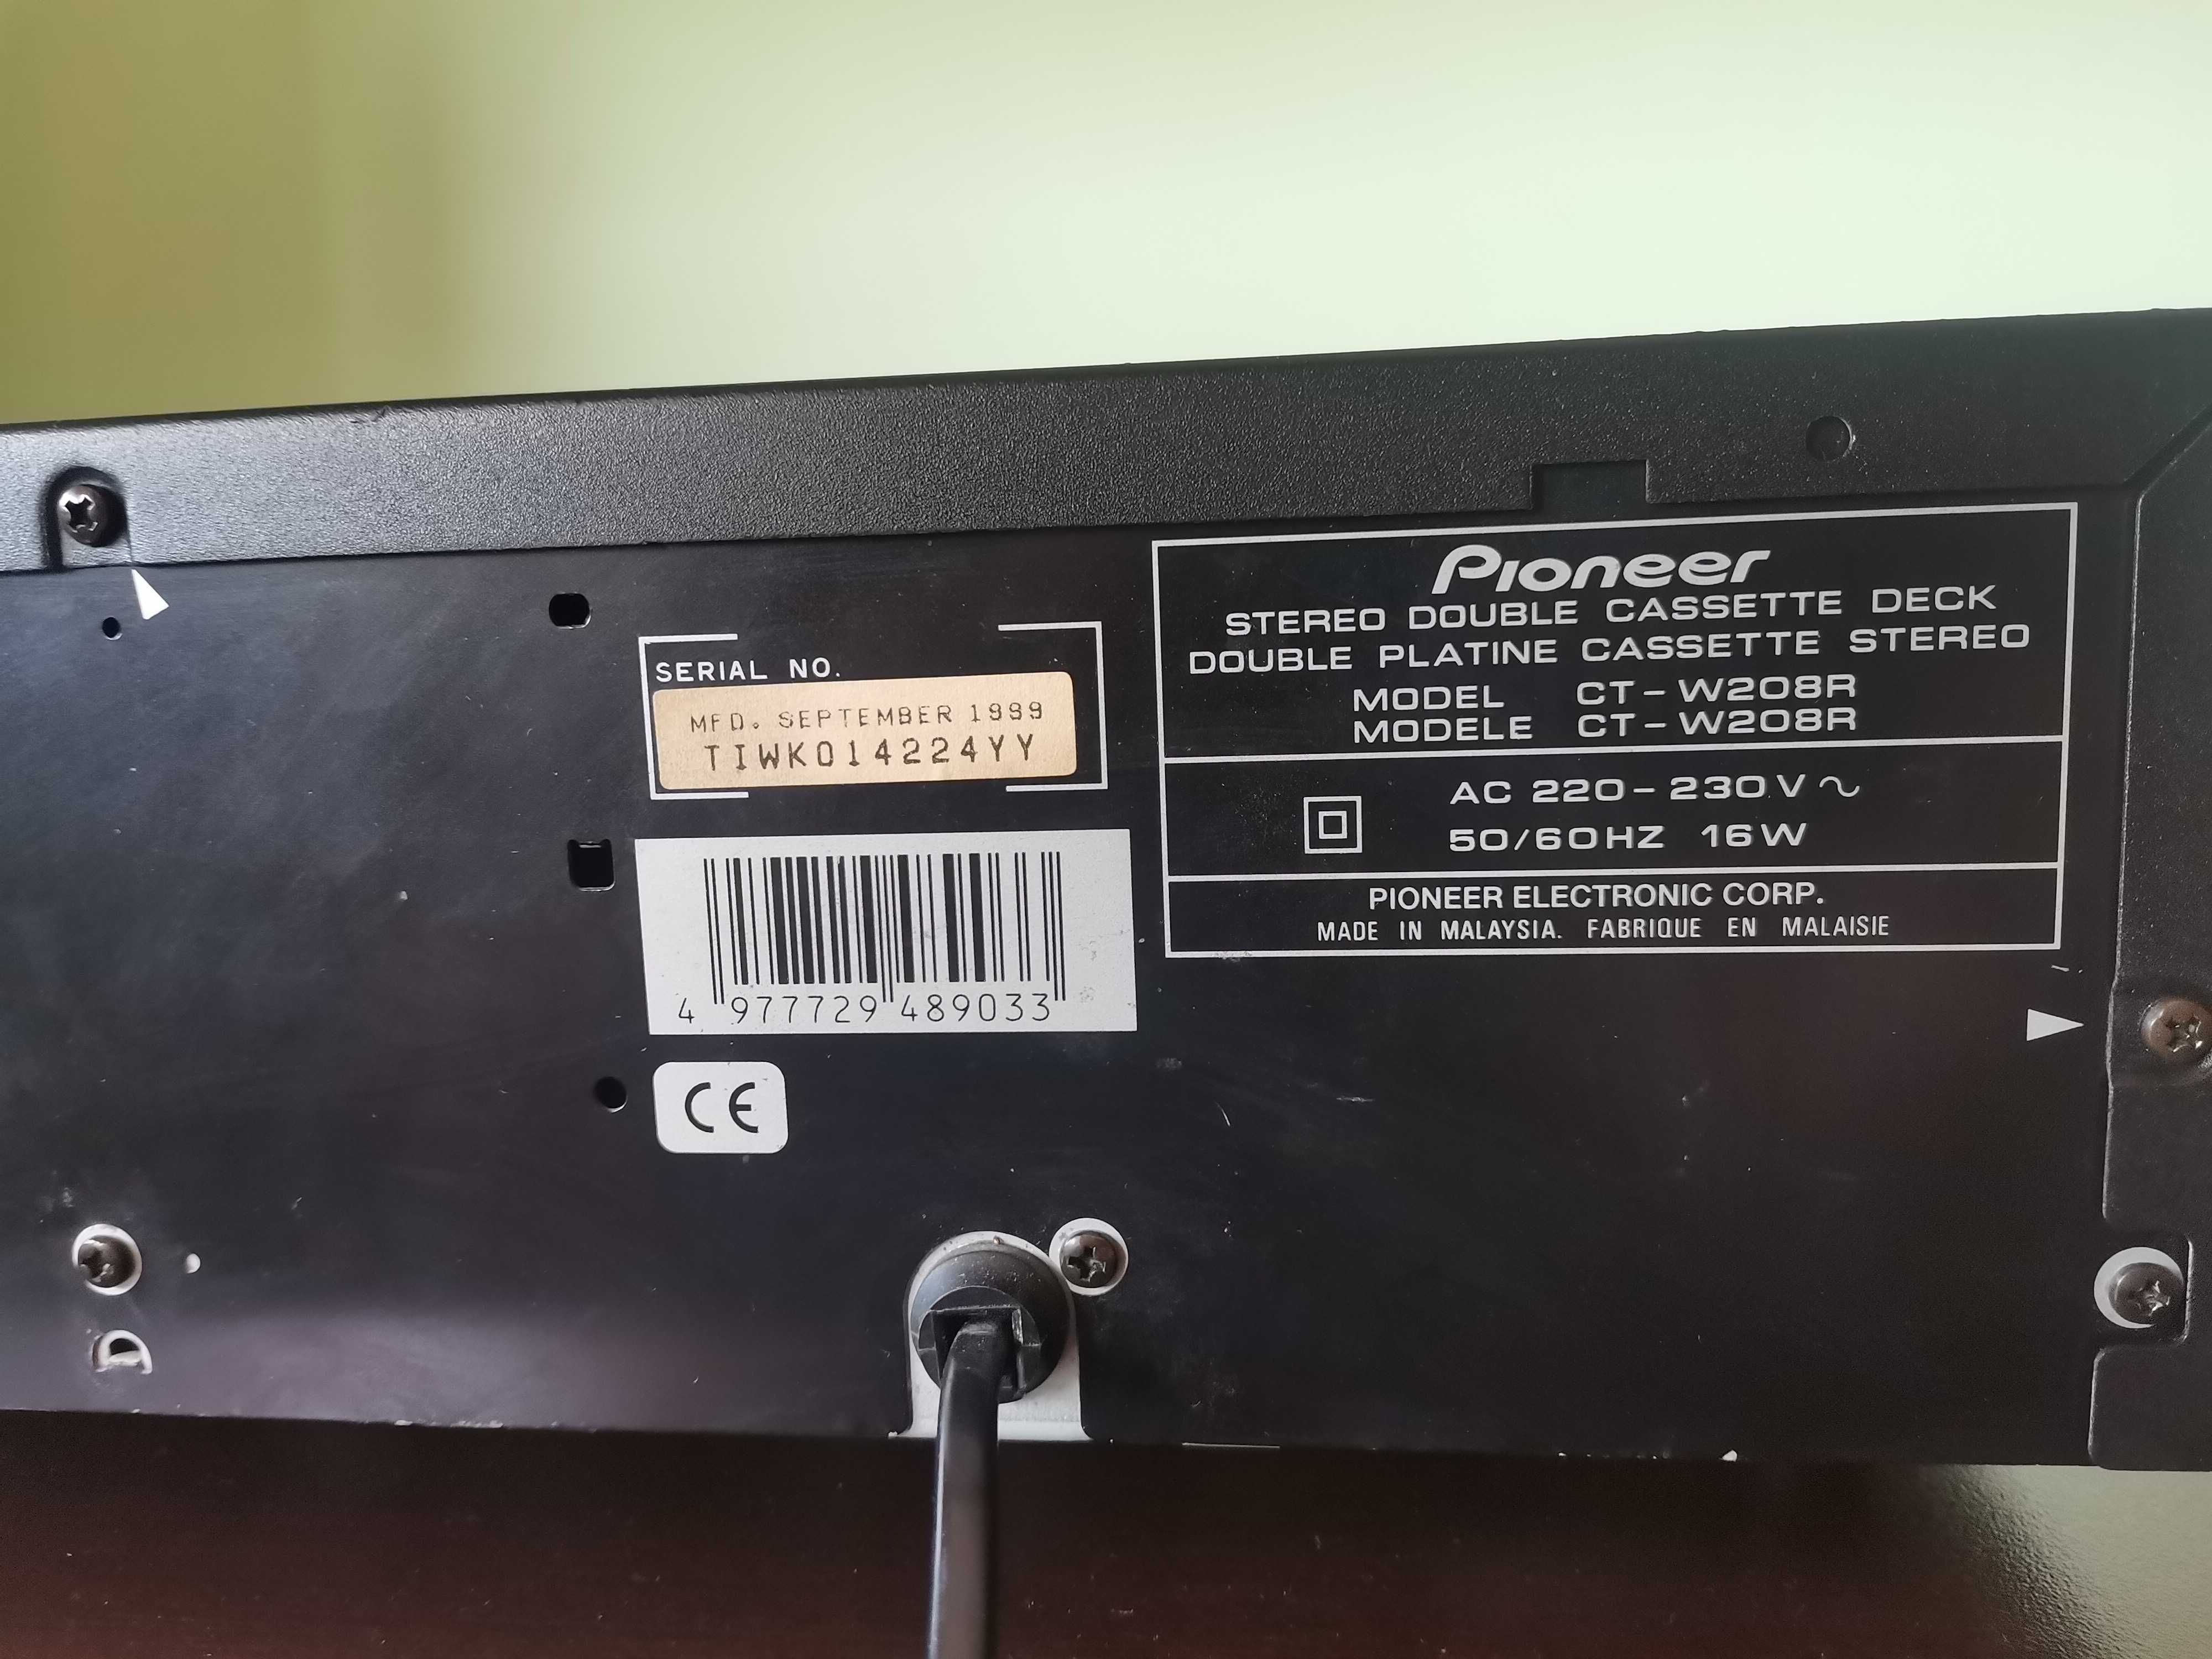 Pioneer
STEREO DOUBLE CASSETTE DECK
DOUBLE PLATINE CASSETTE STEREO
MODEL CT-W208R
MODELE CT-W208R
AC 220-230V~
50/60HZ 16W
PIONEER ELECTRONIC CORP.
MADE IN MALAYSIA. FABRIQUE EN MALAISIE
SERIAL NO.
MFD. SEPTEMBER 1999
TIWK014224YY
4 977729 489033
CE